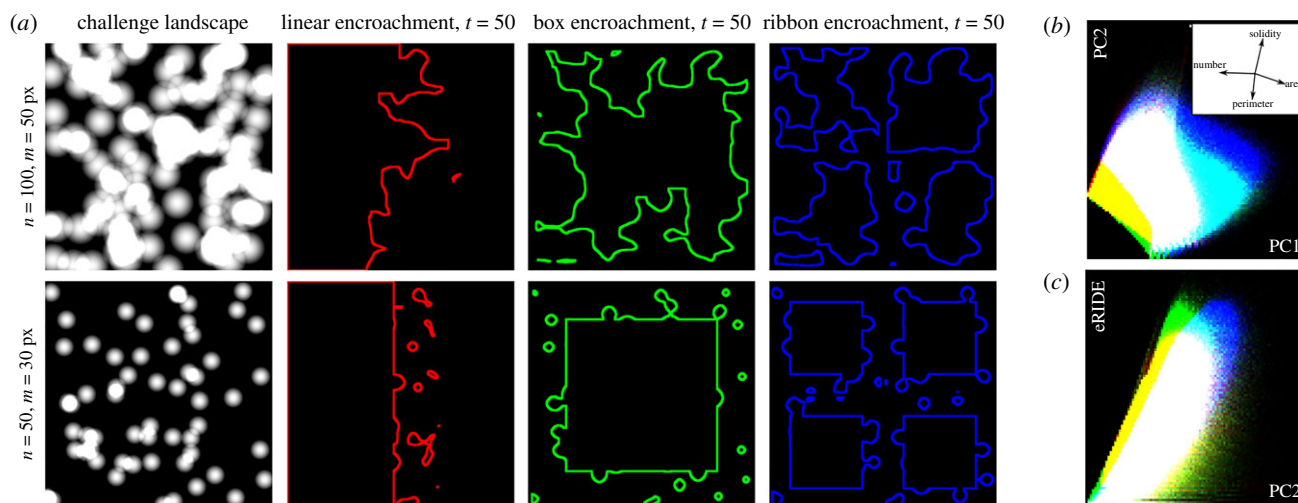 (a)
challenge landscape
linear encroachment, t = 50
box encroachment, t = 50
ribbon encroachment, t = 50
n = 100, m = 50 px
n = 50, m = 30 px
(b)
PC2
solidity
number
are
perimeter
PC1
(c)
eRIDE
PC2